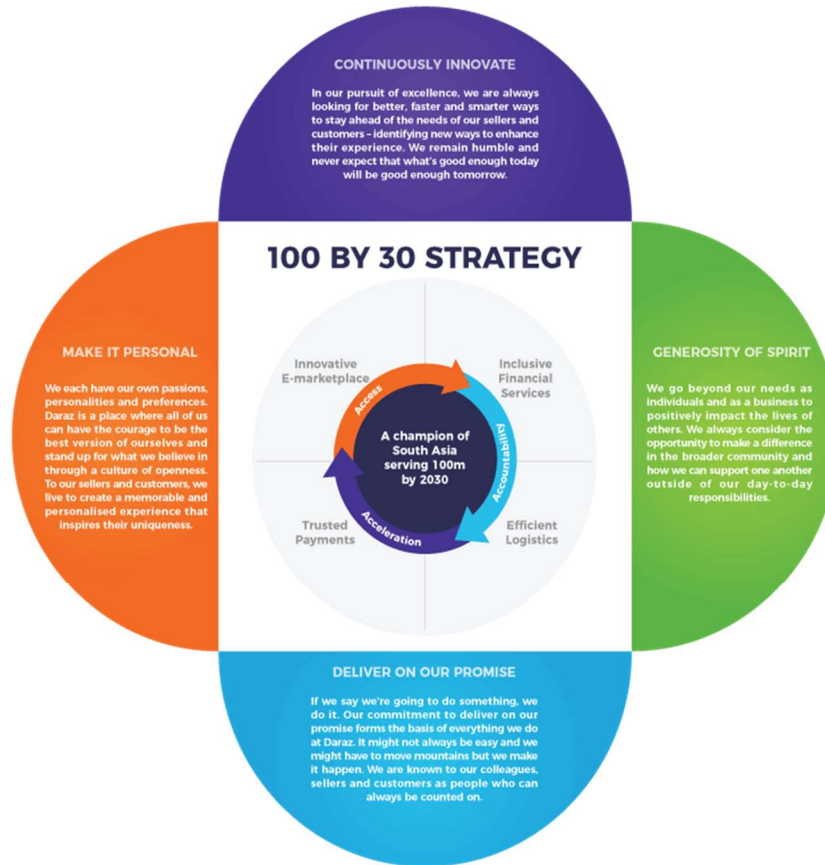 CONTINUOUSLY INNOVATE
In our pursuit of excellence, we are always
looking for better, faster and smarter ways
to stay ahead of the needs of our sellers and
customers – identifying new ways to enhance
their experience. We remain humble and
never expect that what's good enough today
will be good enough tomorrow.
100 BY 30 STRATEGY
MAKE IT PERSONAL
We each have our own passions,
personalities and preferences.
Daraz is a place where all of us
can have the courage to be the
best version of ourselves and
stand up for what we believe in
through a culture of openness.
To our sellers and customers, we
live to create a memorable and
personalised experience that
inspires their uniqueness.
Innovative
E-marketplace
Inclusive
Financial
Services
Access
Accountability
Acceleration
A champion of
South Asia
serving 100m
by 2030
Trusted
Payments
Efficient
Logistics
GENEROSITY OF SPIRIT
We go beyond our needs as
individuals and as a business to
positively impact the lives of
others. We always consider the
opportunity to make a difference
in the broader community and
how we can support one another
outside of our day-to-day
responsibilities.
DELIVER ON OUR PROMISE
If we say we're going to do something, we
do it. Our commitment to deliver on our
promise forms the basis of everything we do
at Daraz. It might not always be easy and we
might have to move mountains but we make
it happen. We are known to our colleagues,
sellers and customers as people who can
always be counted on.